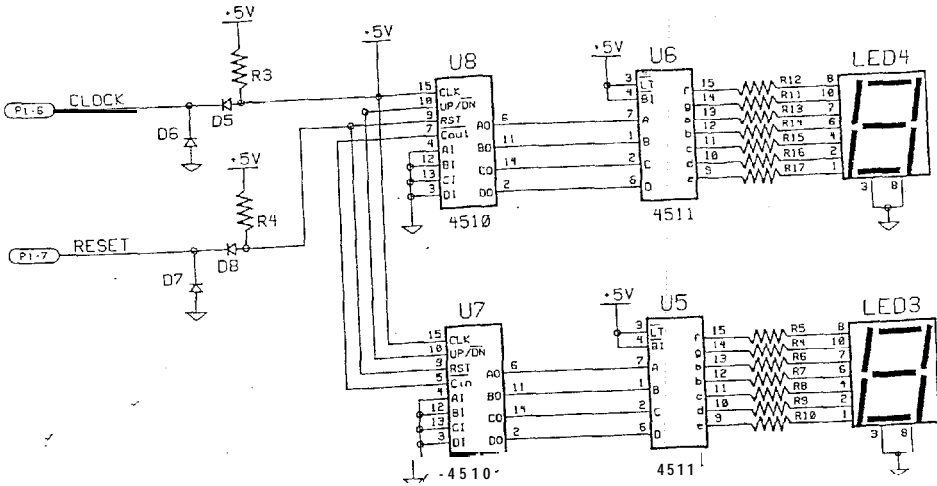 +5V
R3
+5V
+5V
U8
U6
LED4
P1-6
CLOCK
D6
D5
15 CLK
10 UP/DN
9 RST
7 Cout
4 A1
12 B1
13 C1
3 D1
A0 6
B0 11
C0 14
D0 2
4510
3 LT
4 B1
7 A
1 B
2 C
6 D
f 15
g 14
a 13
b 12
c 11
d 10
e 9
4511
R12 8
R11 10
R13 7
R14 6
R15 4
R16 2
R17 1
3 8
+5V
R4
P1-7
RESET
D7
D8
U7
+5V
U5
LED3
15 CLK
10 UP/DN
9 RST
5 Cin
4 A1
12 B1
13 C1
3 D1
A0 6
B0 11
C0 14
D0 2
-4510-
3 LT
4 B1
7 A
1 B
2 C
6 D
f 15
g 14
a 13
b 12
c 11
d 10
e 9
4511
R5 8
R4 10
R6 7
R7 6
R8 4
R9 2
R10 1
3 8